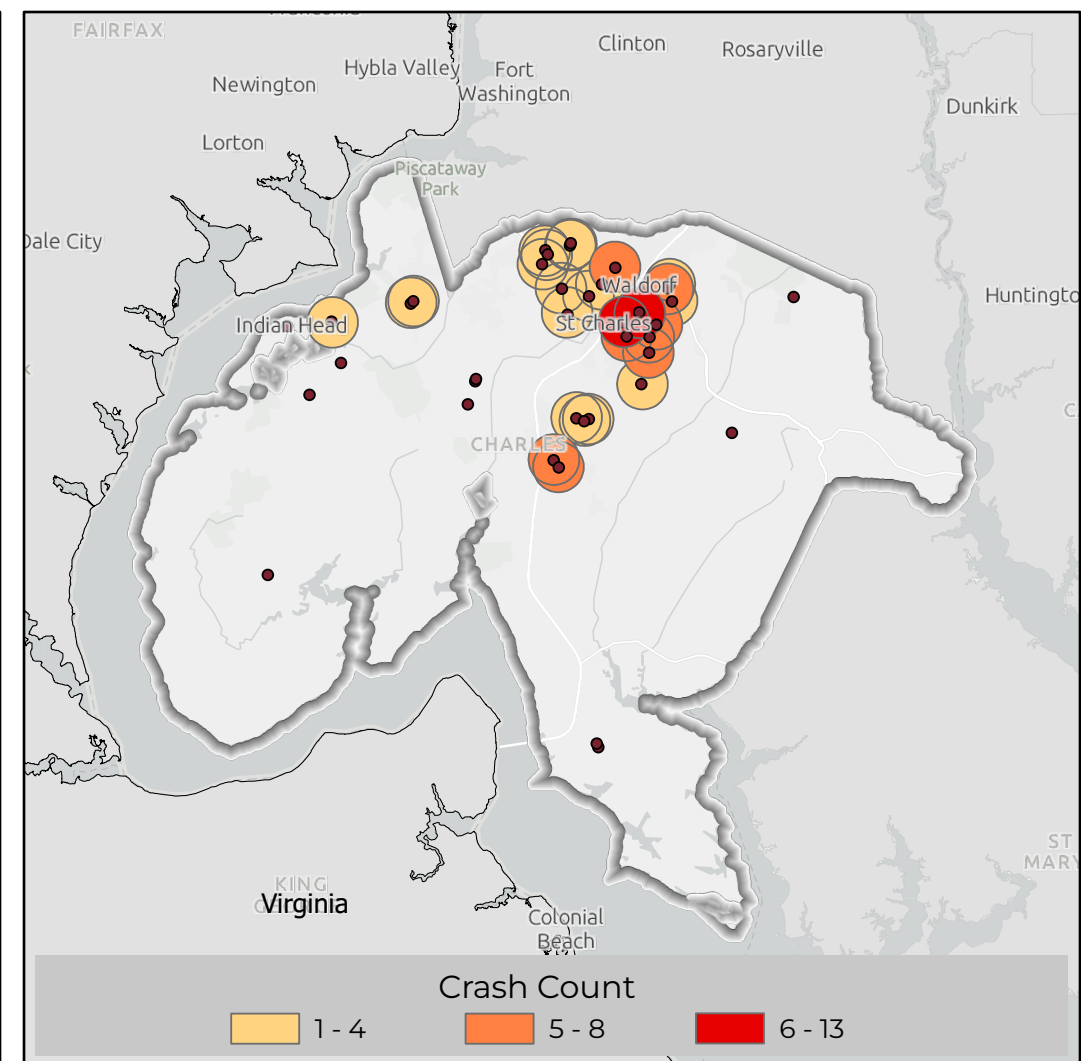 FAIRFAX
Clinton
Rosaryville
Hybla Valley
Fort
Washington
Newington
Dunkirk
Lorton
Piscataway
Park
Dale City
Huntingto
Waldorf
Indian Head
St Charles
CHARLES
ST
MARY
KING
Virginia
Colonial
Beach
Crash Count
1 - 4
5 - 8
6 - 13